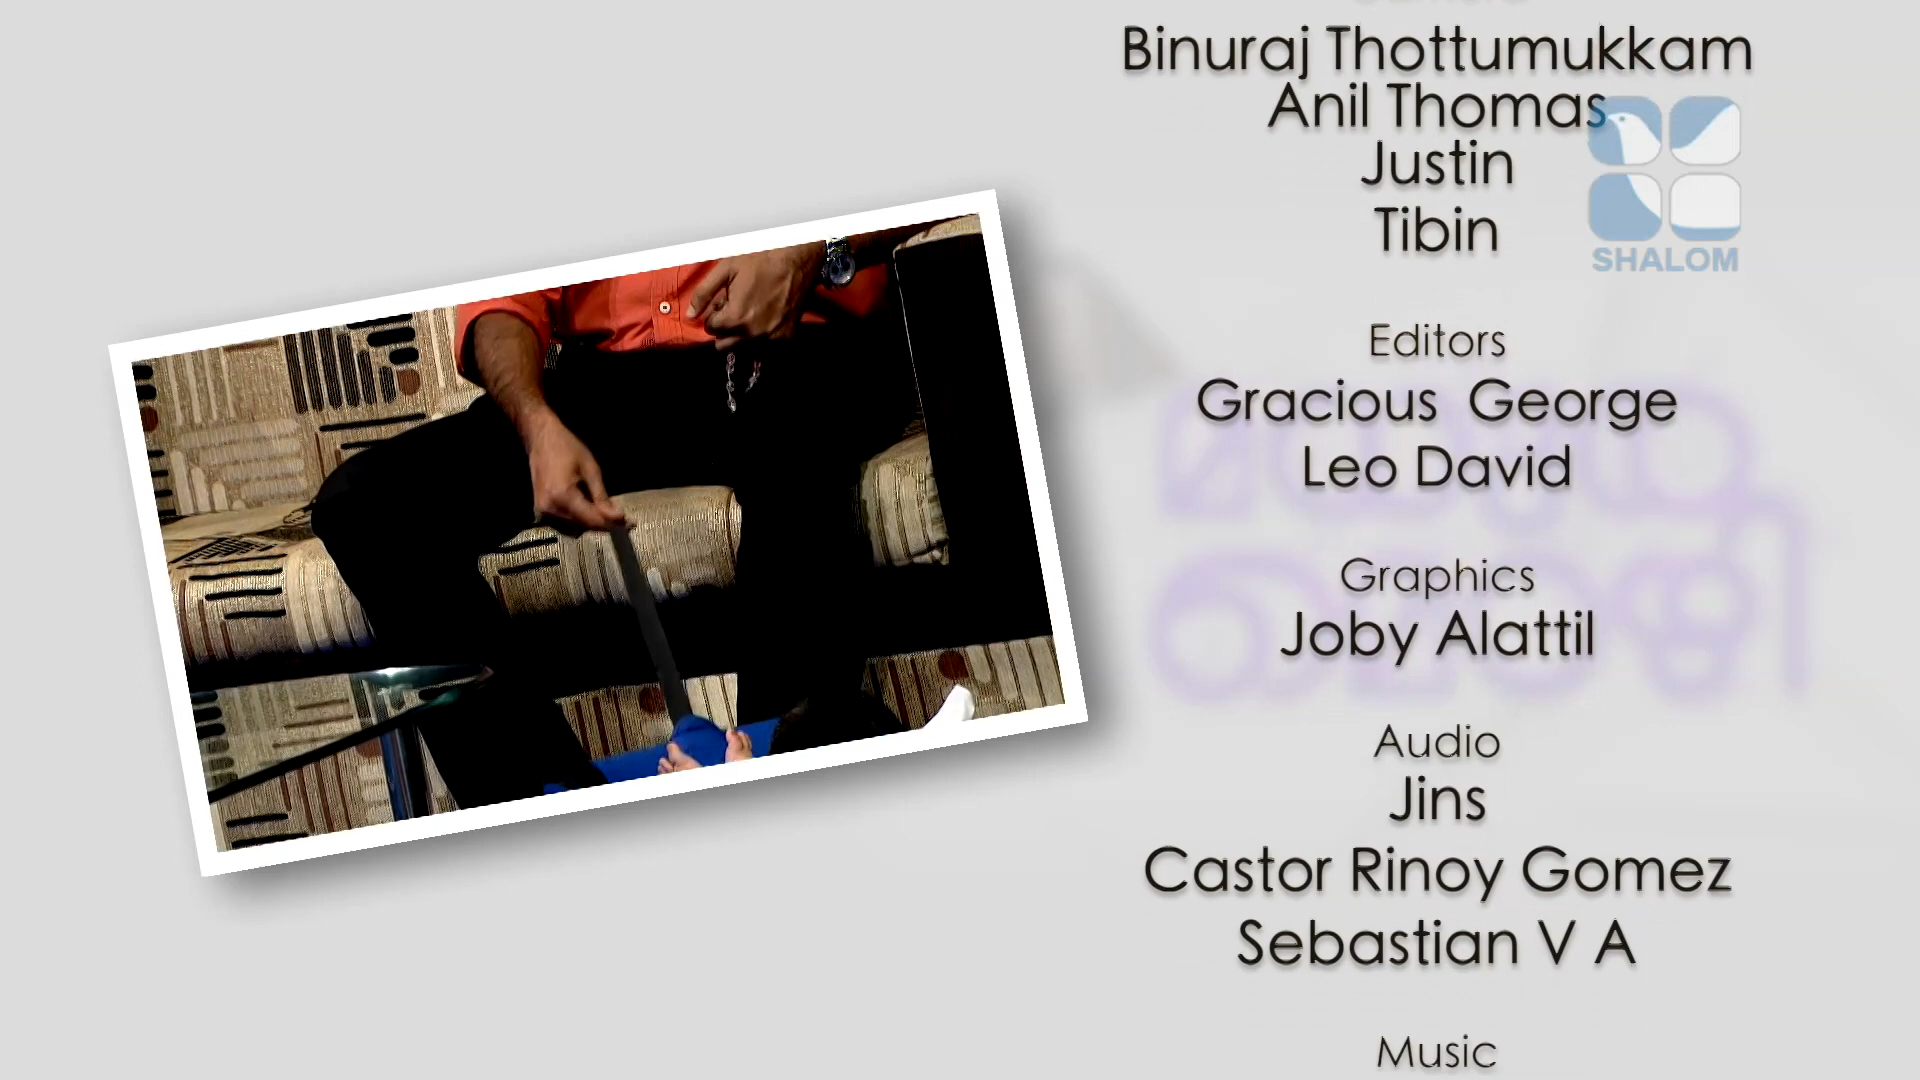 Binuraj Thottumukkam
Anil Thomas
Justin
Tibin
SHALOM
Editors
Gracious George
Leo David
Graphics
Joby Alattil
Audio
Jins
Castor Rinoy Gomez
Sebastian V A
Music